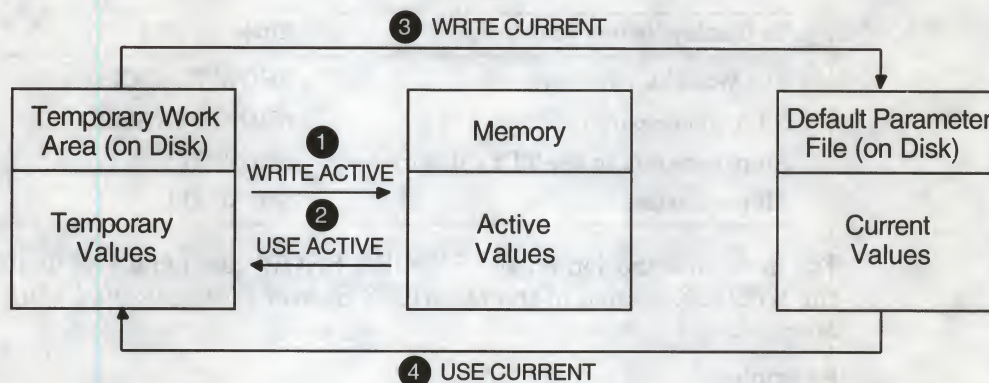 3 WRITE CURRENT
Temporary Work
Area (on Disk)
Temporary
Values
1
WRITE ACTIVE
2
USE ACTIVE
Memory
Active
Values
Default Parameter
File (on Disk)
Current
Values
4 USE CURRENT